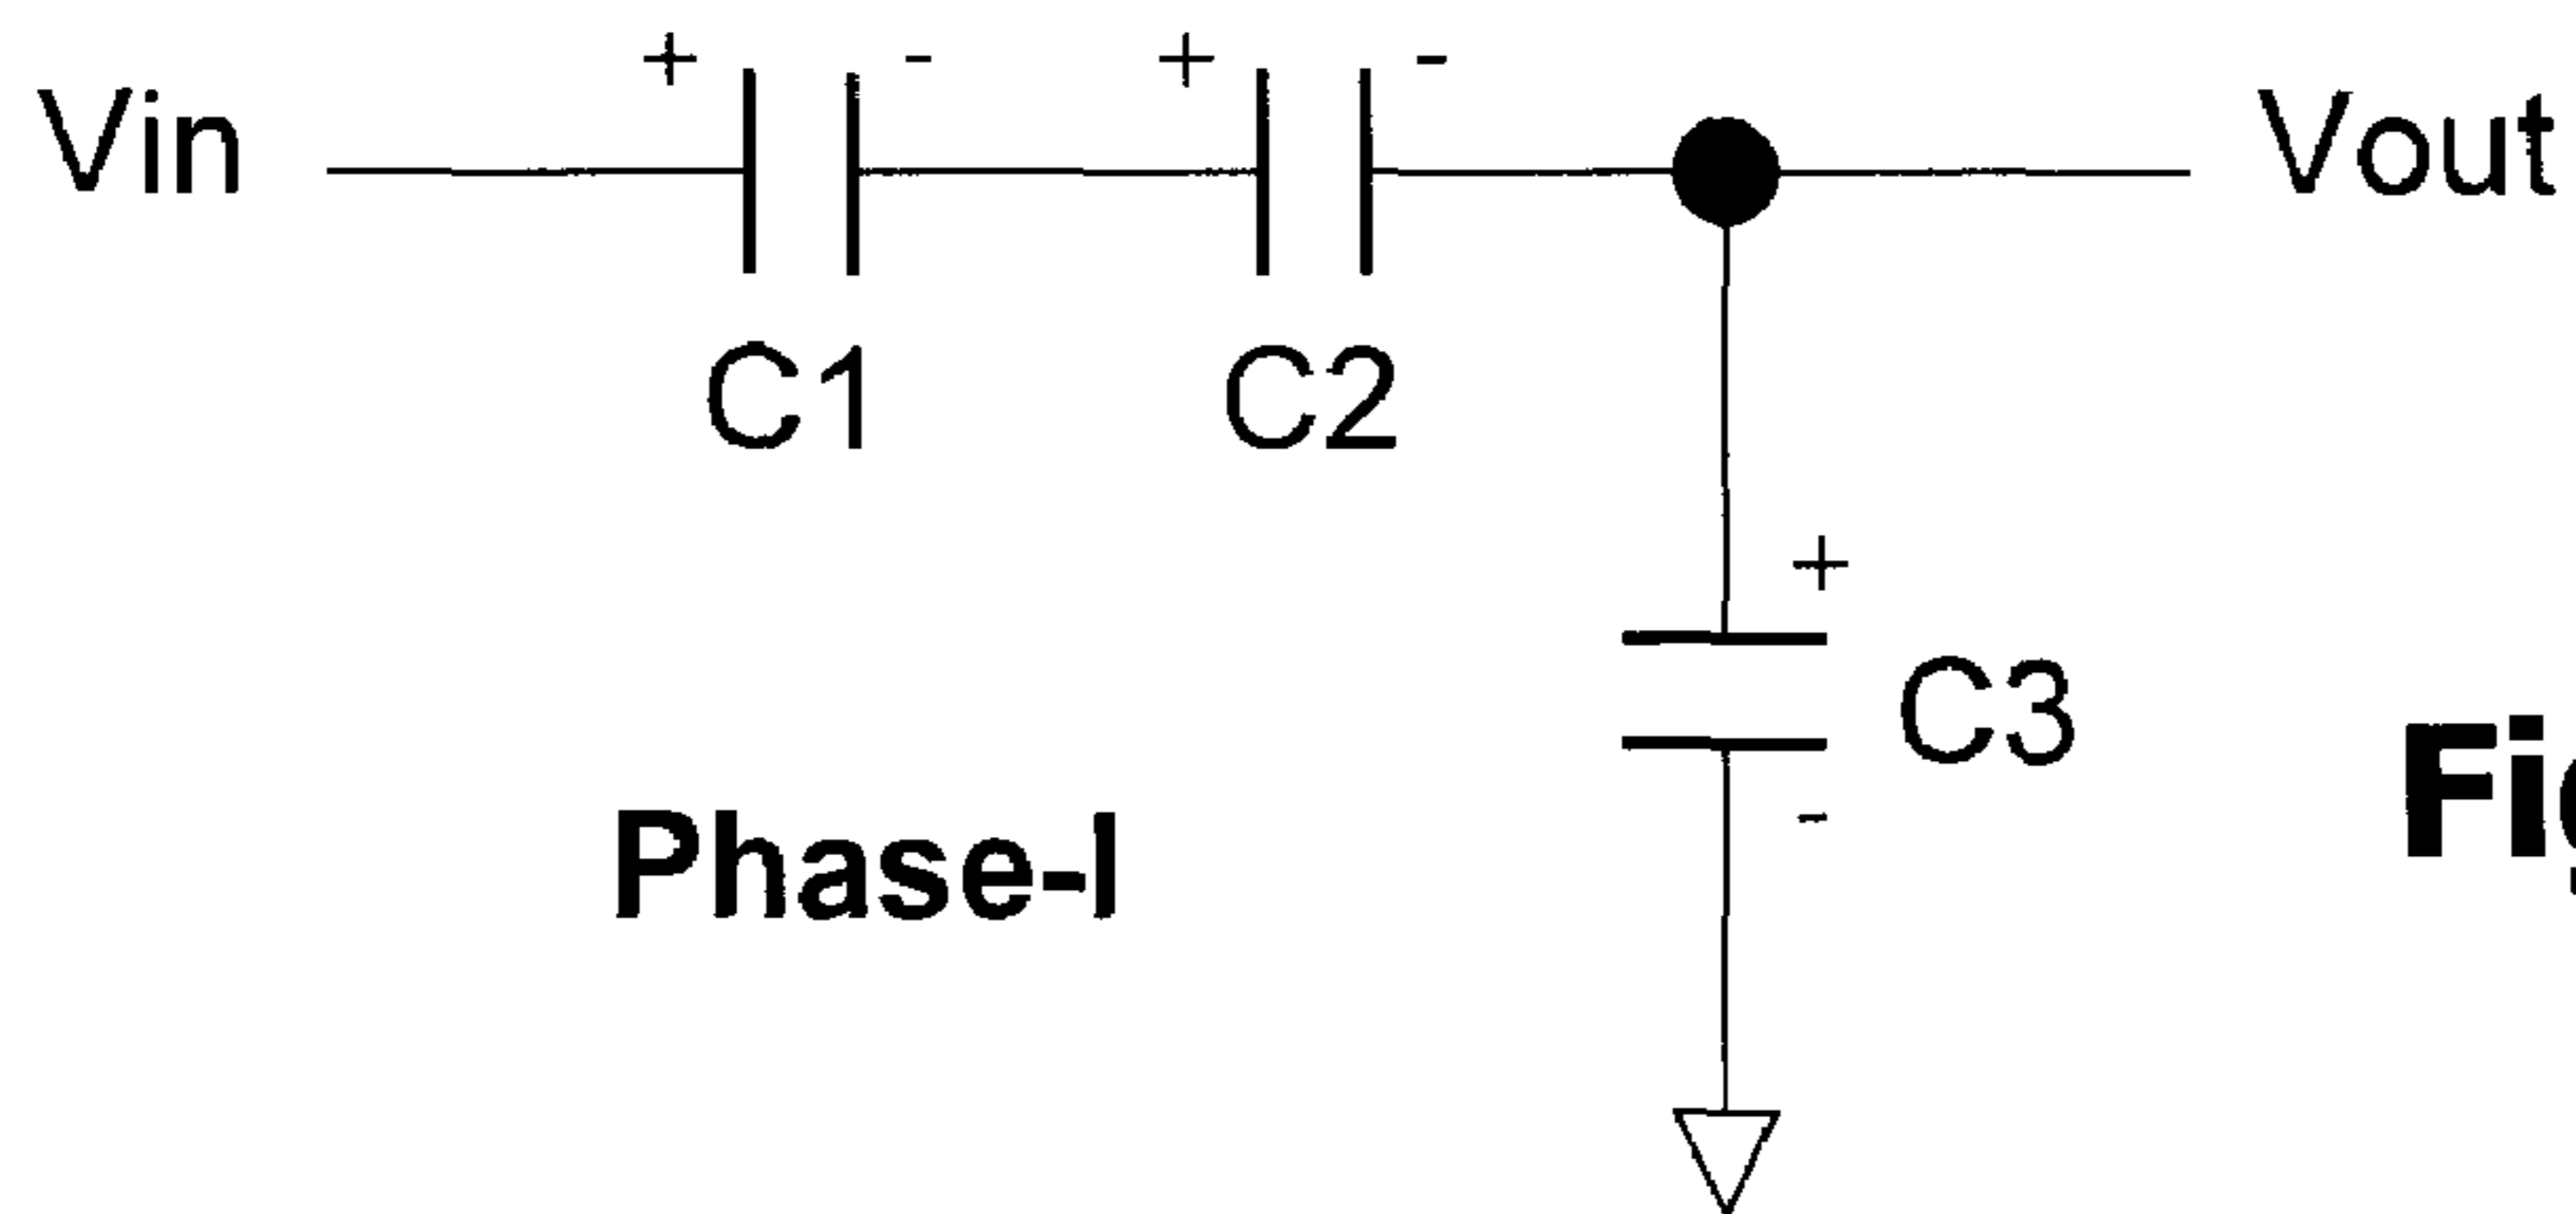 + - + -
Vin Vout
C1 C2
+
C3
-
Phase-I